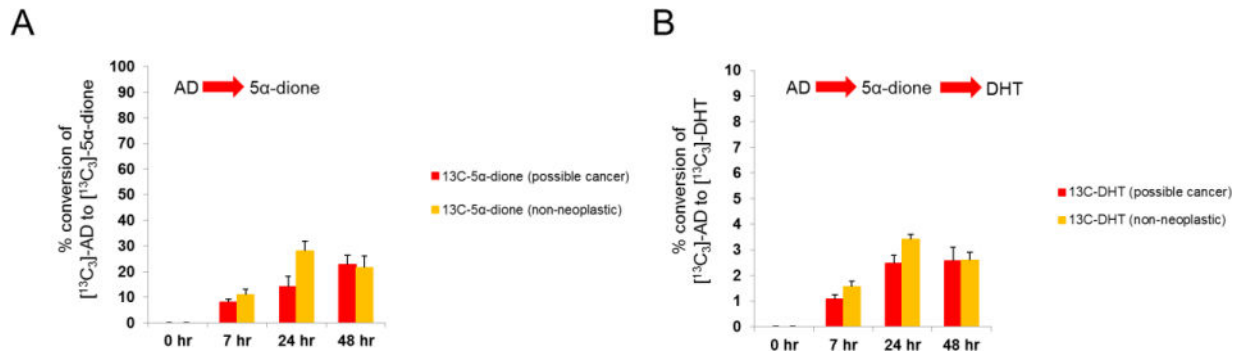 A
% conversion of
[¹³C₃]-AD to [¹³C₃]-5α-dione
100
90
80
70
60
50
40
30
20
10
0
AD 5α-dione
0 hr 7 hr 24 hr 48 hr
13C-5α-dione (possible cancer)
13C-5α-dione (non-neoplastic)
B
% conversion of
[¹³C₃]-AD to [¹³C₃]-DHT
10
9
8
7
6
5
4
3
2
1
0
AD 5α-dione DHT
0 hr 7 hr 24 hr 48 hr
13C-DHT (possible cancer)
13C-DHT (non-neoplastic)